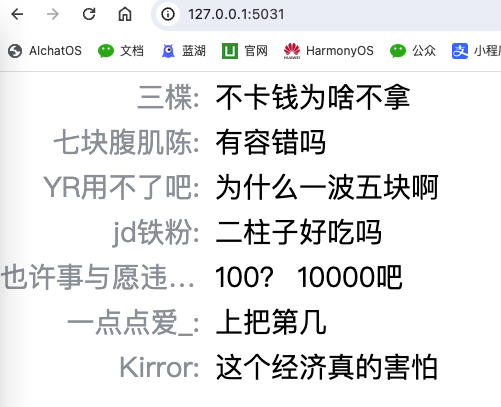 127.0.0.1:5031
AIchatOS 文档 蓝湖 官网 HarmonyOS 公众 小程
三楪: 不卡钱为啥不拿
七块腹肌陈: 有容错吗
YR用不了吧: 为什么一波五块啊
jd铁粉: 二柱子好吃吗
也许事与愿违... 100? 10000吧
一点点爱_: 上把第几
Kirror: 这个经济真的害怕